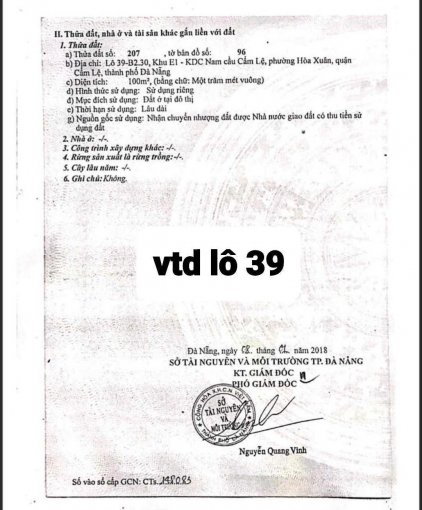 II. Thửa đất, nhà ở và tài sản khác gắn liền với đất
1. Thửa đất:
a) Thửa đất số: 207, tờ bản đồ số: 96
b) Địa chỉ: Lô 39-B2.30, Khu E1 - KDC Nam cầu Cẩm Lệ, phường Hòa Xuân, quận
Cẩm Lệ, thành phố Đà Nẵng
c) Diện tích: 100m², (bằng chữ: Một trăm mét vuông)
d) Hình thức sử dụng: Sử dụng riêng
đ) Mục đích sử dụng: Đất ở tại đô thị
e) Thời hạn sử dụng: Lâu dài
g) Nguồn gốc sử dụng: Nhận chuyển nhượng đất được Nhà nước giao đất có thu tiền sử
dụng đất
2. Nhà ở: -/-.
3. Công trình xây dựng khác: -/-.
4. Rừng sản xuất là rừng trồng:-/-.
5. Cây lâu năm: -/-.
6. Ghi chú:Không.
vtd lô 39
Đà Nẵng, ngày tháng năm 2018
SỞ TÀI NGUYÊN VÀ MÔI TRƯỜNG TP. ĐÀ NẴNG
KT. GIÁM ĐỐC
PHÓ GIÁM ĐỐC
SỞ
TÀI NGUYÊN
VÀ
MÔI TRƯỜNG
Nguyễn Quang Vinh
Số vào sổ cấp GCN: CTs.